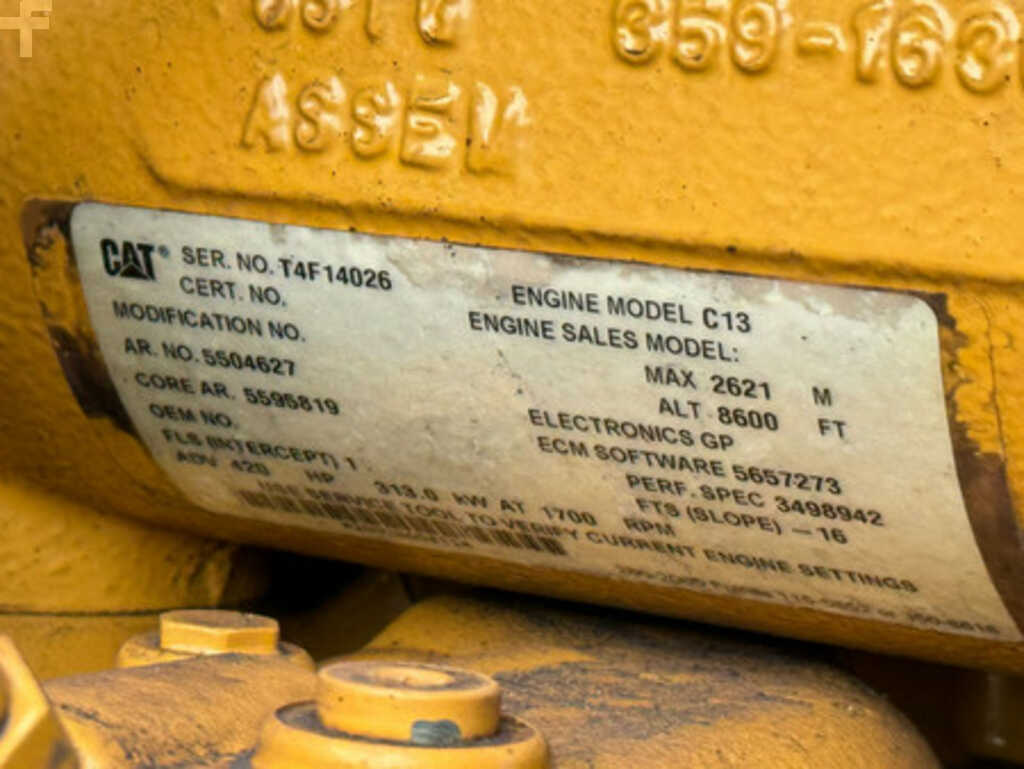 359-163
ASSEM
CAT® SER. NO. T4F14026
CERT. NO.
MODIFICATION NO.
AR. NO. 5504627
CORE AR. 5595819
OEM NO.
FLS (INTERCEPT) 1
ADV 420 HP 313.0 kW AT 1700 RPM
USE SERVICE TOOL TO VERIFY CURRENT ENGINE SETTINGS
ENGINE MODEL C13
ENGINE SALES MODEL:
MAX 2621 M
ALT 8600 FT
ELECTRONICS GP
ECM SOFTWARE 5657273
PERF. SPEC 3498942
FTS (SLOPE) -16